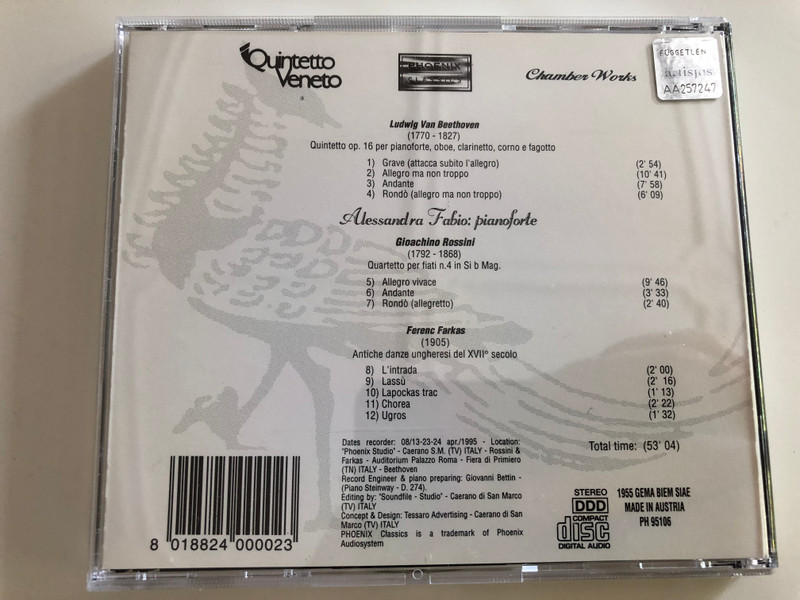 Quintetto Veneto
PHOENIX CLASSICS
Chamber Works
FÜGGETLEN
artisjus
AA257247
Ludwig Van Beethoven
(1770 - 1827)
Quintetto op. 16 per pianoforte, oboe, clarinetto, corno e fagotto
1) Grave (attacca subito l'allegro) (2' 54)
2) Allegro ma non troppo (10' 41)
3) Andante (7' 58)
4) Rondò (allegro ma non troppo) (6' 09)
Alessandra Fabio: pianoforte
Gioachino Rossini
(1792 - 1868)
Quartetto per fiati n.4 in Si b Mag.
5) Allegro vivace (9' 46)
6) Andante (3' 33)
7) Rondò (allegretto) (2' 40)
Ferenc Farkas
(1905)
Antiche danze ungheresi del XVII° secolo
8) L'intrada (2' 00)
9) Lassù (2' 16)
10) Lapockas trac (1' 13)
11) Chorea (2' 22)
12) Ugros (1' 32)
Dates recorder: 08/13-23-24 apr./1995 - Location:
"Phoenix Studio" - Caerano S.M. (TV) ITALY - Rossini &
Farkas - Auditorium Palazzo Roma - Fiera di Primiero
(TN) ITALY - Beethoven
Record Engineer & piano preparing: Giovanni Bettin -
(Piano Steinway - D. 274).
Editing by: "Soundfile - Studio" - Caerano di San Marco
(TV) ITALY
Concept & Design: Tessaro Advertising - Caerano di San
Marco (TV) ITALY
PHOENIX Classics is a trademark of Phoenix
Audiosystem
Total time: (53' 04)
8 018824 000023
STEREO
DDD
COMPACT
disc
DIGITAL AUDIO
1955 GEMA BIEM SIAE
MADE IN AUSTRIA
PH 95106